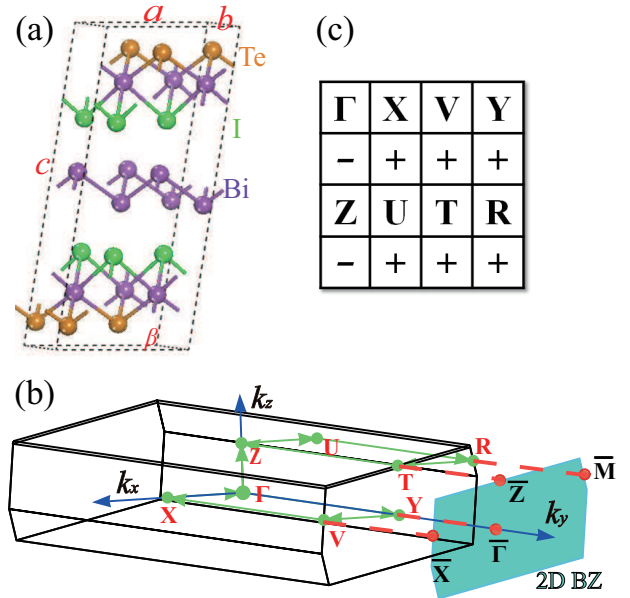 (a)
a
b
Te
I
c
Bi
β
(c)
Γ X V Y
− + + +
Z U T R
− + + +
(b)
kz
U
R
Z
T
M̅
Z̅
kx
Γ
X
Y
V
Γ̅
ky
X̅
2D BZ